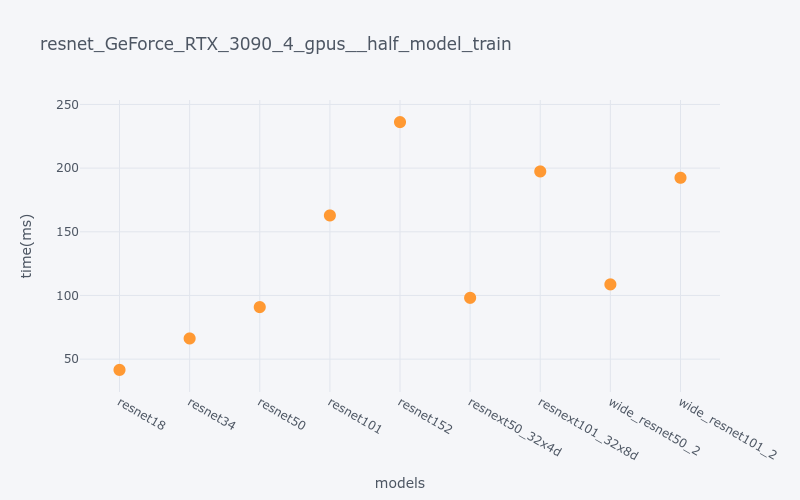 resnet_GeForce_RTX_3090_4_gpus__half_model_train
time(ms)
250
200
150
100
50
resnet18
resnet34
resnet50
resnet101
resnet152
resnext50_32x4d
resnext101_32x8d
wide_resnet50_2
wide_resnet101_2
models